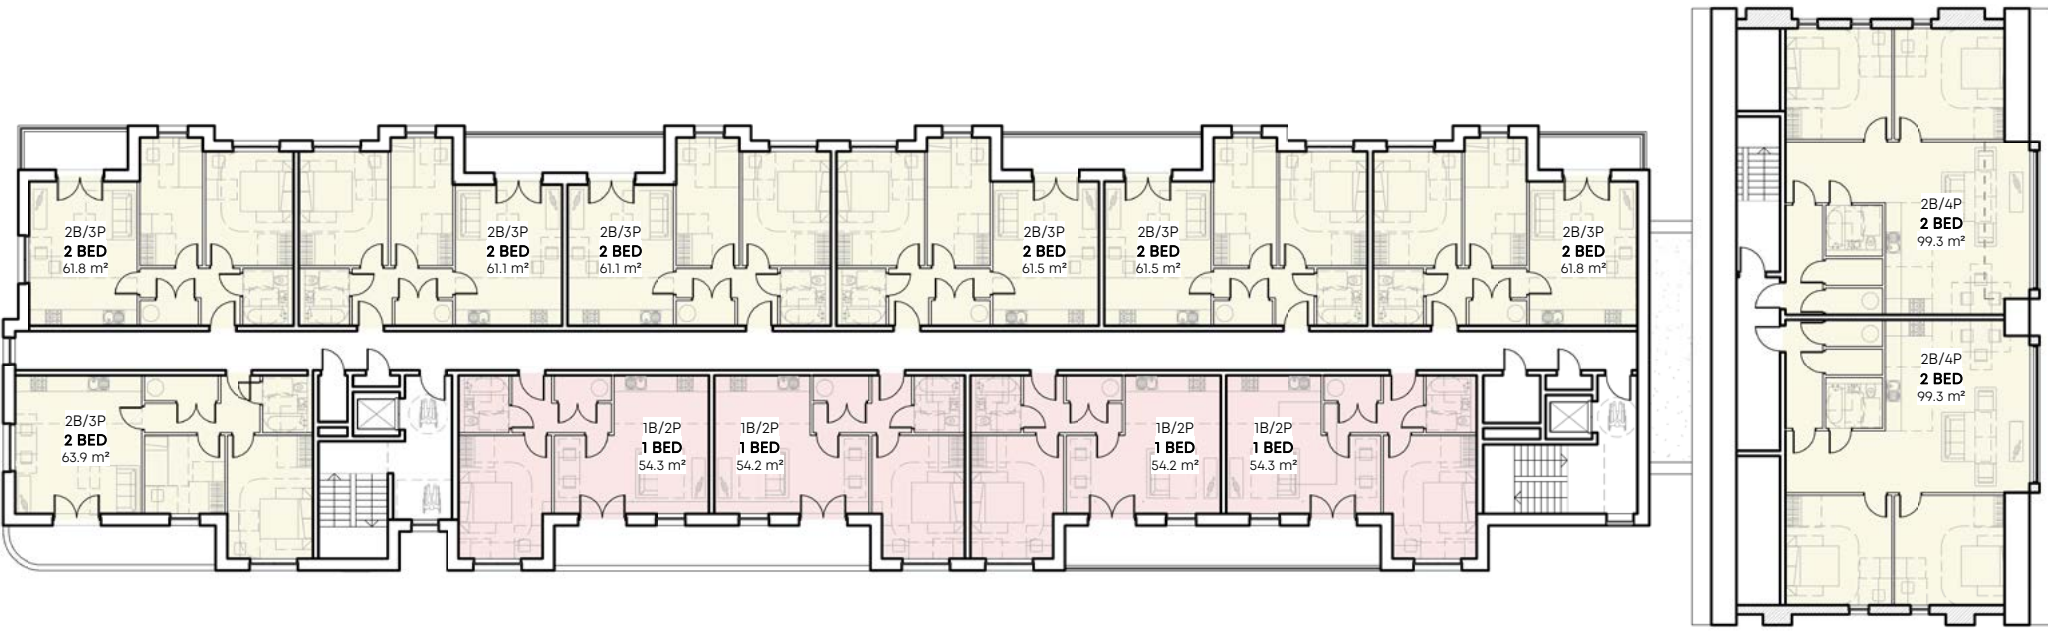 2B/3P
2 BED
61.8 m²
2B/3P
2 BED
61.1 m²
2B/3P
2 BED
61.1 m²
2B/3P
2 BED
61.5 m²
2B/3P
2 BED
61.5 m²
2B/3P
2 BED
61.8 m²
2B/4P
2 BED
99.3 m²
2B/3P
2 BED
63.9 m²
1B/2P
1 BED
54.3 m²
1B/2P
1 BED
54.2 m²
1B/2P
1 BED
54.2 m²
1B/2P
1 BED
54.3 m²
2B/4P
2 BED
99.3 m²